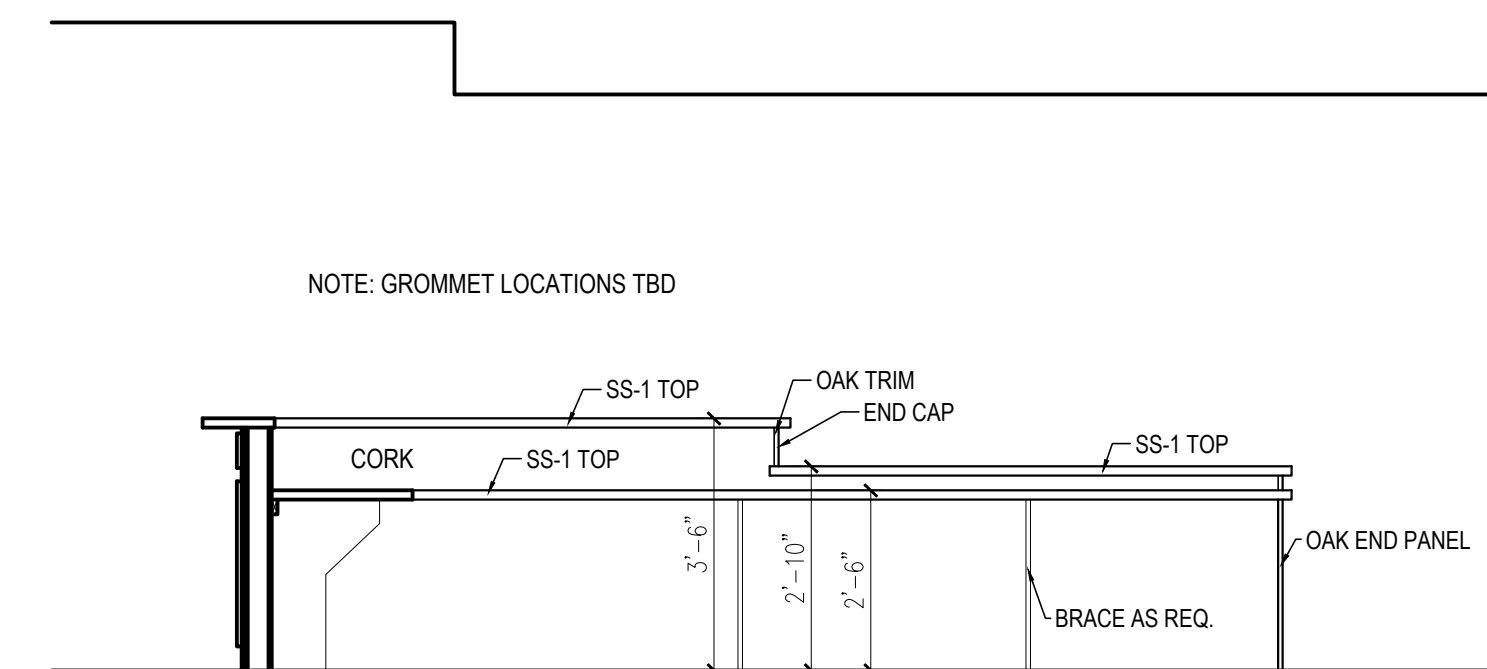 NOTE: GROMMET LOCATIONS TBD
SS-1 TOP
OAK TRIM
END CAP
CORK
SS-1 TOP
SS-1 TOP
3'-6"
2'-10"
2'-6"
OAK END PANEL
BRACE AS REQ.